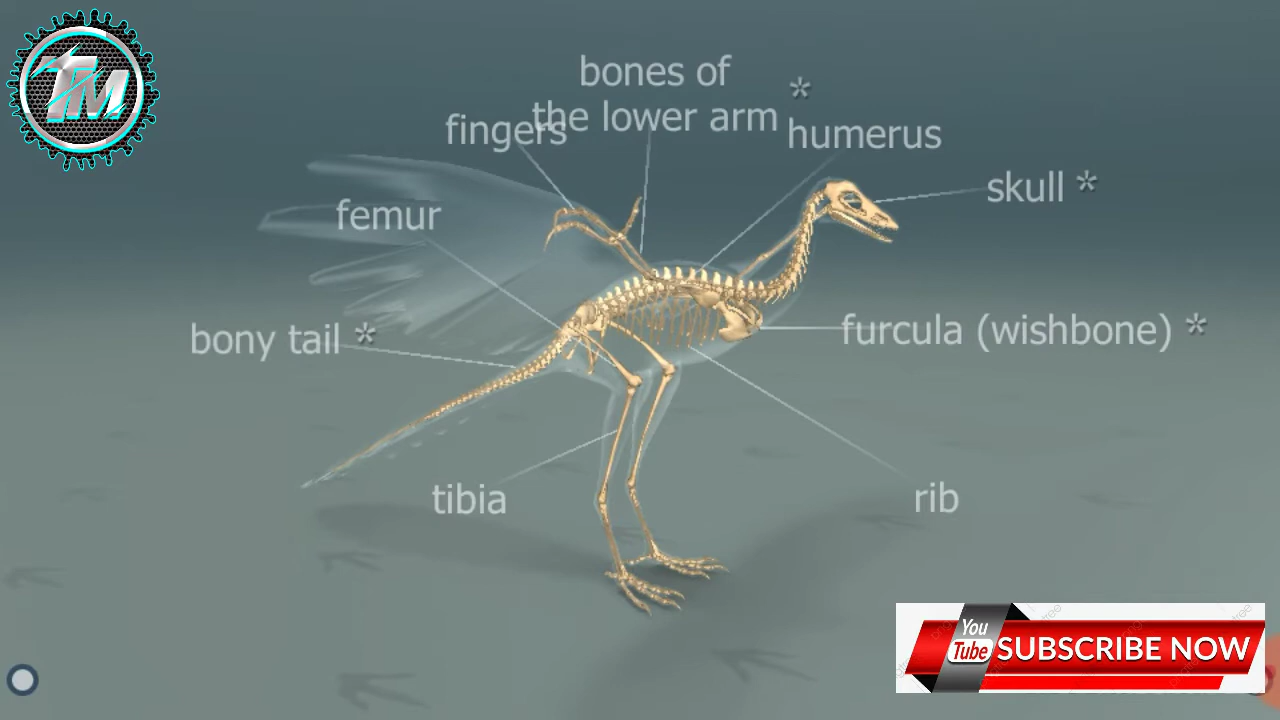 TM
bones of
the lower arm *
fingers
humerus
skull *
femur
furcula (wishbone) *
bony tail *
tibia
rib
You
Tube
SUBSCRIBE NOW